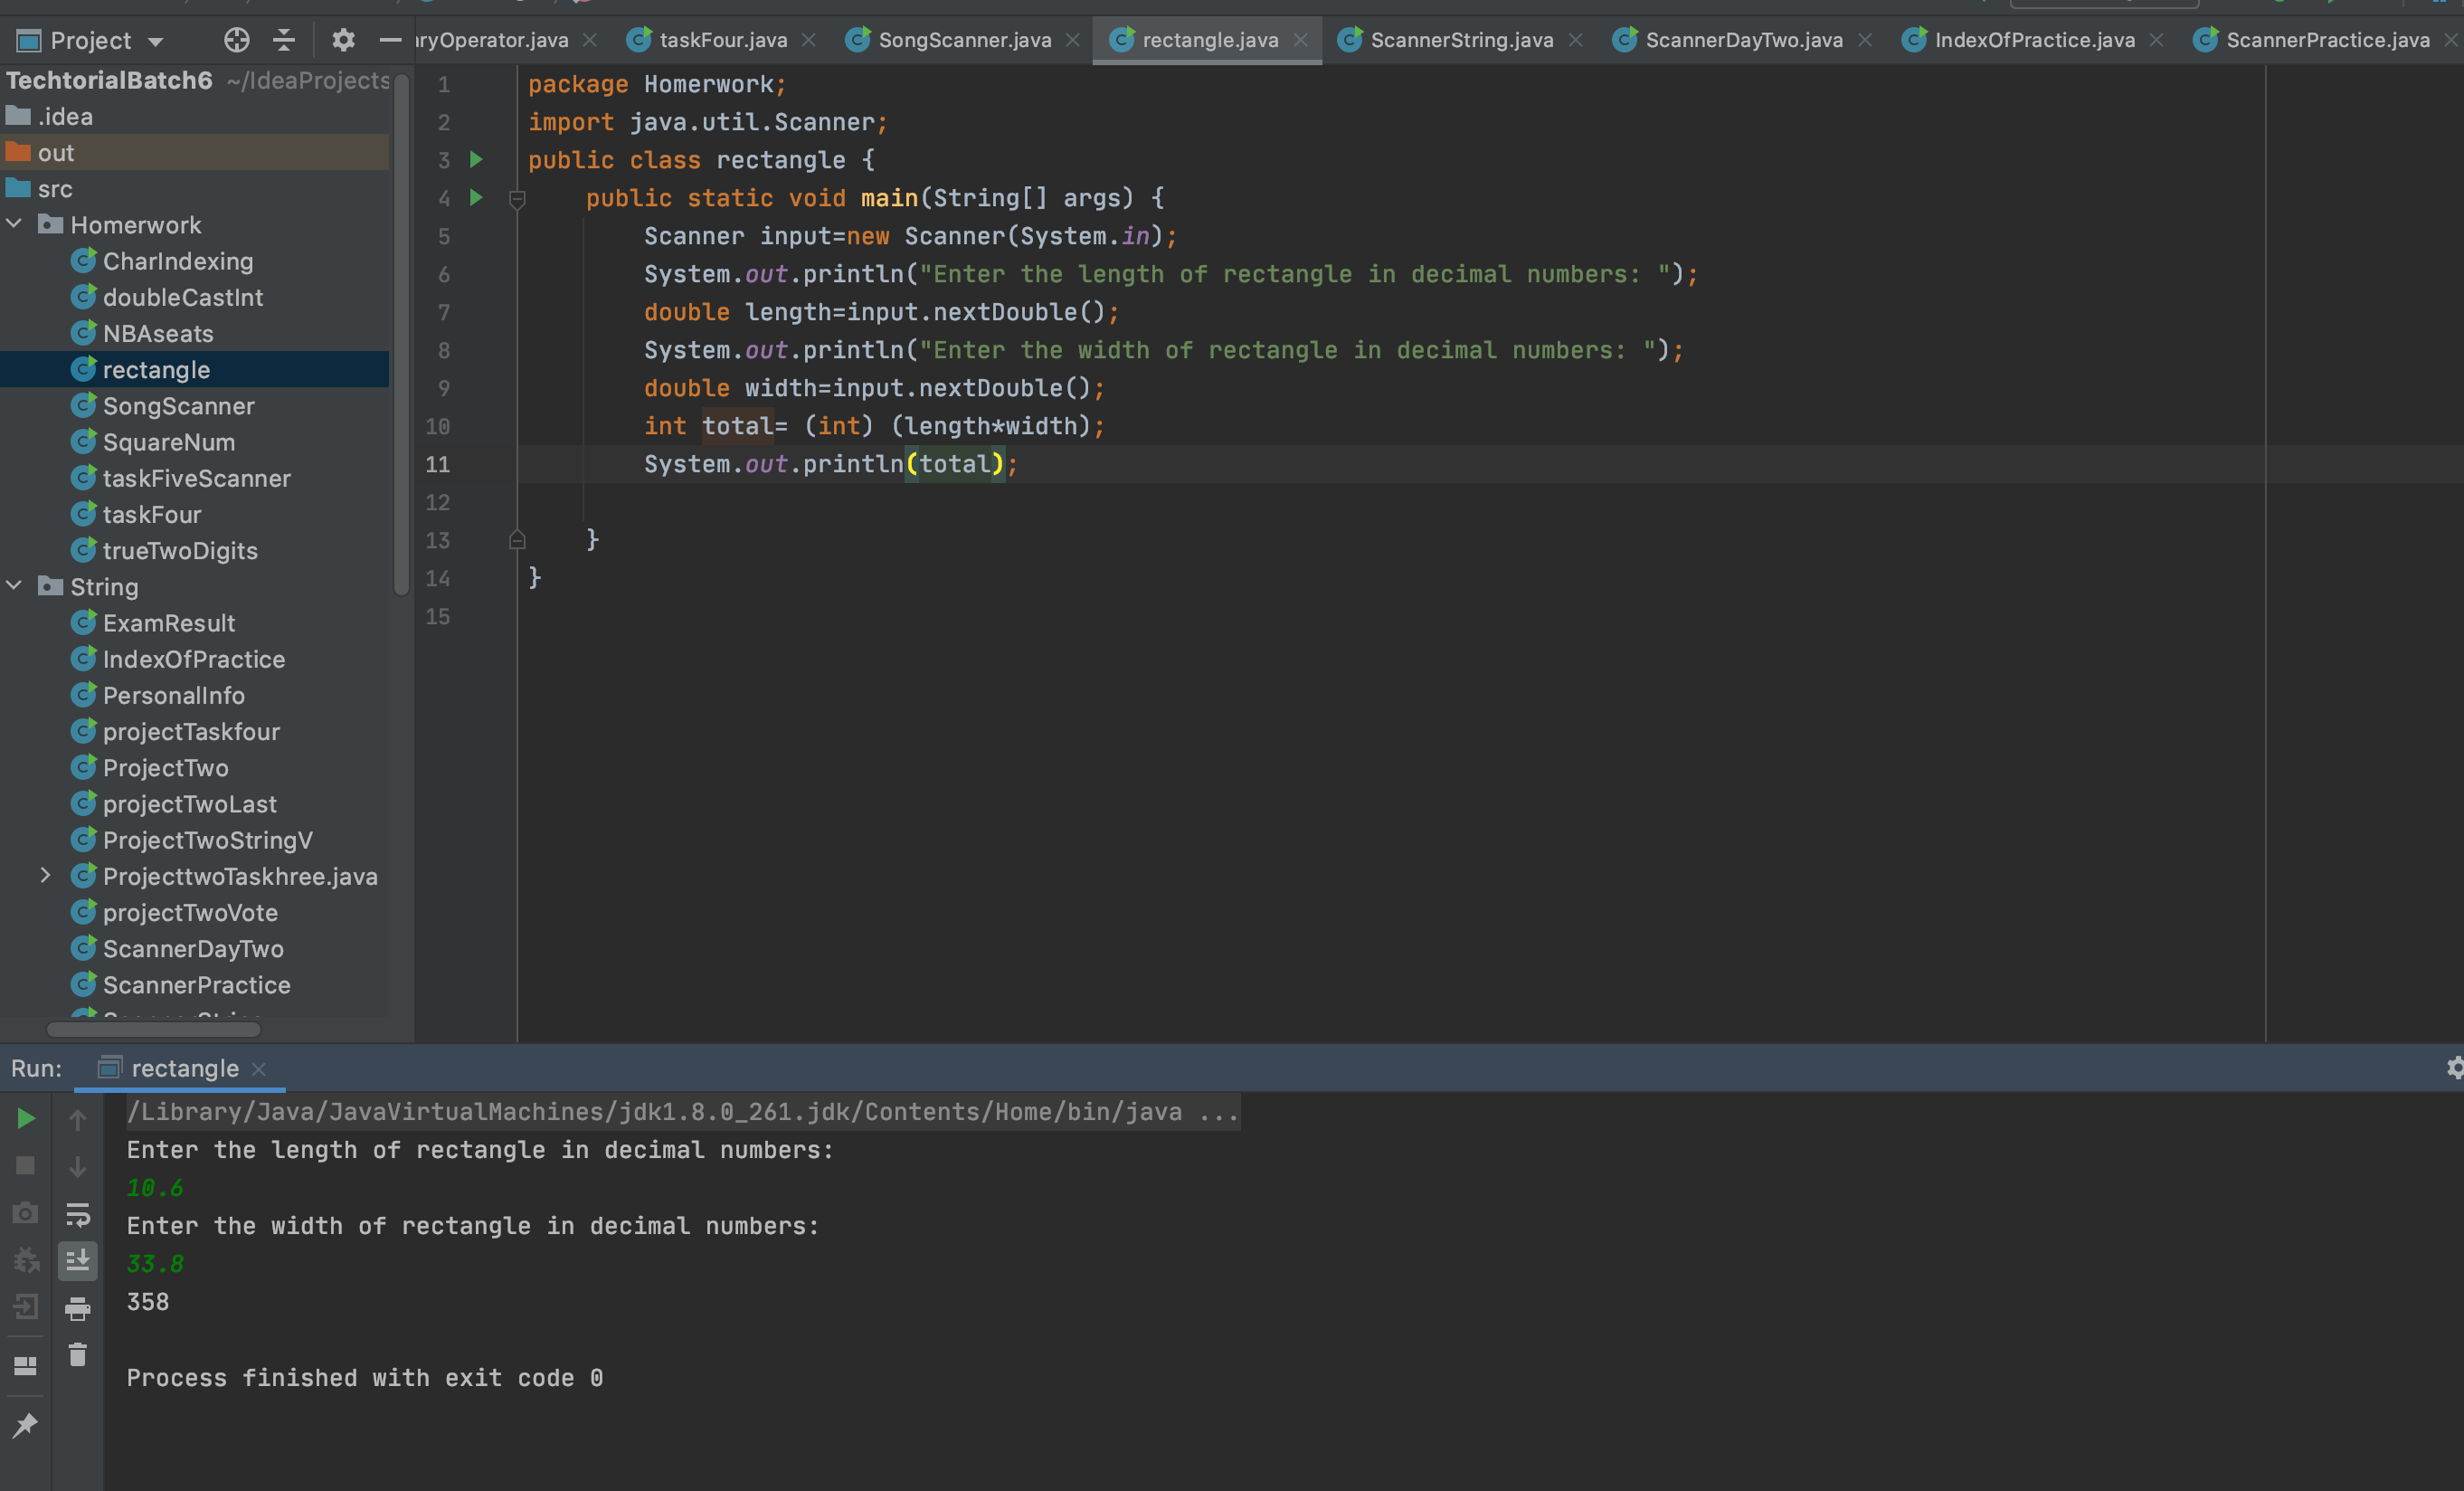 Project
ryOperator.java
taskFour.java
SongScanner.java
rectangle.java
ScannerString.java
ScannerDayTwo.java
IndexOfPractice.java
ScannerPractice.java
TechtorialBatch6 ~/IdeaProjects
.idea
out
src
Homerwork
CharIndexing
doubleCastInt
NBAseats
rectangle
SongScanner
SquareNum
taskFiveScanner
taskFour
trueTwoDigits
String
ExamResult
IndexOfPractice
PersonalInfo
projectTaskfour
ProjectTwo
projectTwoLast
ProjectTwoStringV
ProjecttwoTaskhree.java
projectTwoVote
ScannerDayTwo
ScannerPractice
1 package Homerwork;
2 import java.util.Scanner;
3 public class rectangle {
4 public static void main(String[] args) {
5 Scanner input=new Scanner(System.in);
6 System.out.println("Enter the length of rectangle in decimal numbers: ");
7 double length=input.nextDouble();
8 System.out.println("Enter the width of rectangle in decimal numbers: ");
9 double width=input.nextDouble();
10 int total= (int) (length*width);
11 System.out.println(total);
12
13 }
14 }
15
Run: rectangle
/Library/Java/JavaVirtualMachines/jdk1.8.0_261.jdk/Contents/Home/bin/java ...
Enter the length of rectangle in decimal numbers:
10.6
Enter the width of rectangle in decimal numbers:
33.8
358
Process finished with exit code 0